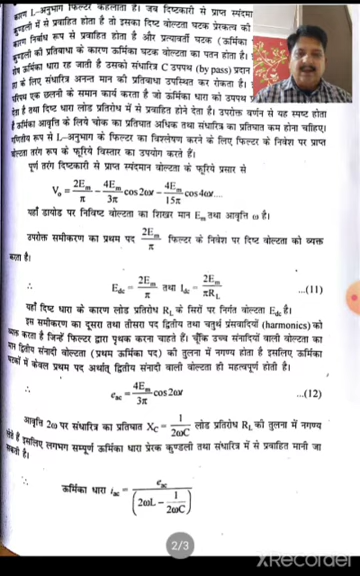 कारण L-अनुभाग फिल्टर कहलाता है। जब दिष्टकारी से प्राप्त स्पंदमान
कुण्डली में से प्रवाहित होता है तो इसका दिष्ट वोल्टता घटक प्रेरकत्व की
कारण निर्बाध रूप से प्रवाहित होता है और प्रत्यावर्ती घटक (ऊर्मिका
कुण्डली की प्रतिबाधा के कारण ऊर्मिका घटक वोल्टता का पतन होता है।
ऊर्मिका धारा रह जाती है उसको संधारित्र C उपपथ (by pass) प्रदान
के लिए संधारित्र अनन्त मान की प्रतिबाधा उपस्थित कर रोकता है।
परिपथ एक छलनी के समान कार्य करता है जो ऊर्मिका धारा को उपपथ
देता है तथा दिष्ट धारा लोड प्रतिरोध में से प्रवाहित होने देता है। उपरोक्त वर्णन से यह स्पष्ट होता
है ऊर्मिका आवृत्ति के लिये चोक का प्रतिघात अधिक तथा संधारित्र का प्रतिघात कम होना चाहिए।
गणितीय रूप से L–अनुभाग के फिल्टर का विश्लेषण करने के लिए फिल्टर के निवेश पर प्राप्त
वोल्टता तरंग रूप के फूरिये विस्तार का उपयोग करते हैं।
पूर्ण तरंग दिष्टकारी से प्राप्त स्पंदमान वोल्टता के फूरिये प्रसार से
V₀ = 2Eₘ/π − 4Eₘ/3π cos2ωt − 4Eₘ/15π cos4ωt....
यहाँ डायोड पर निविष्ट वोल्टता का शिखर मान Eₘ तथा आवृत्ति ω है।
उपरोक्त समीकरण का प्रथम पद 2Eₘ/π फिल्टर के निवेश पर दिष्ट वोल्टता को व्यक्त
करता है।
∴ E_dc = 2Eₘ/π तथा I_dc = 2Eₘ/πR_L ...(11)
यहाँ दिष्ट धारा के कारण लोड प्रतिरोध R_L के सिरों पर निर्गत वोल्टता E_dc है।
इस समीकरण का दूसरा तथा तीसरा पद द्वितीय तथा चतुर्थ प्रसंवादियों (harmonics) को
व्यक्त करता है जिन्हें फिल्टर द्वारा पृथक करना चाहते हैं। चूँकि उच्च संनादियों वाली वोल्टता का
मान द्वितीय संनादी वोल्टता (प्रथम ऊर्मिका पद) की तुलना में नगण्य होता है इसलिए ऊर्मिका
घटकों में केवल प्रथम पद अर्थात् द्वितीय संनादी वाली वोल्टता ही महत्वपूर्ण होती है।
∴ e_ac = 4Eₘ/3π cos2ωt ...(12)
आवृत्ति 2ω पर संधारित्र का प्रतिघात X_C = 1/2ωC लोड प्रतिरोध R_L की तुलना में नगण्य
लेते हैं इसलिए लगभग सम्पूर्ण ऊर्मिका धारा प्रेरक कुण्डली तथा संधारित्र में से प्रवाहित मानी जा
सकती है।
∴ ऊर्मिका धारा i_ac = e_ac/(2ωL − 1/2ωC)
2/3
XRecorder